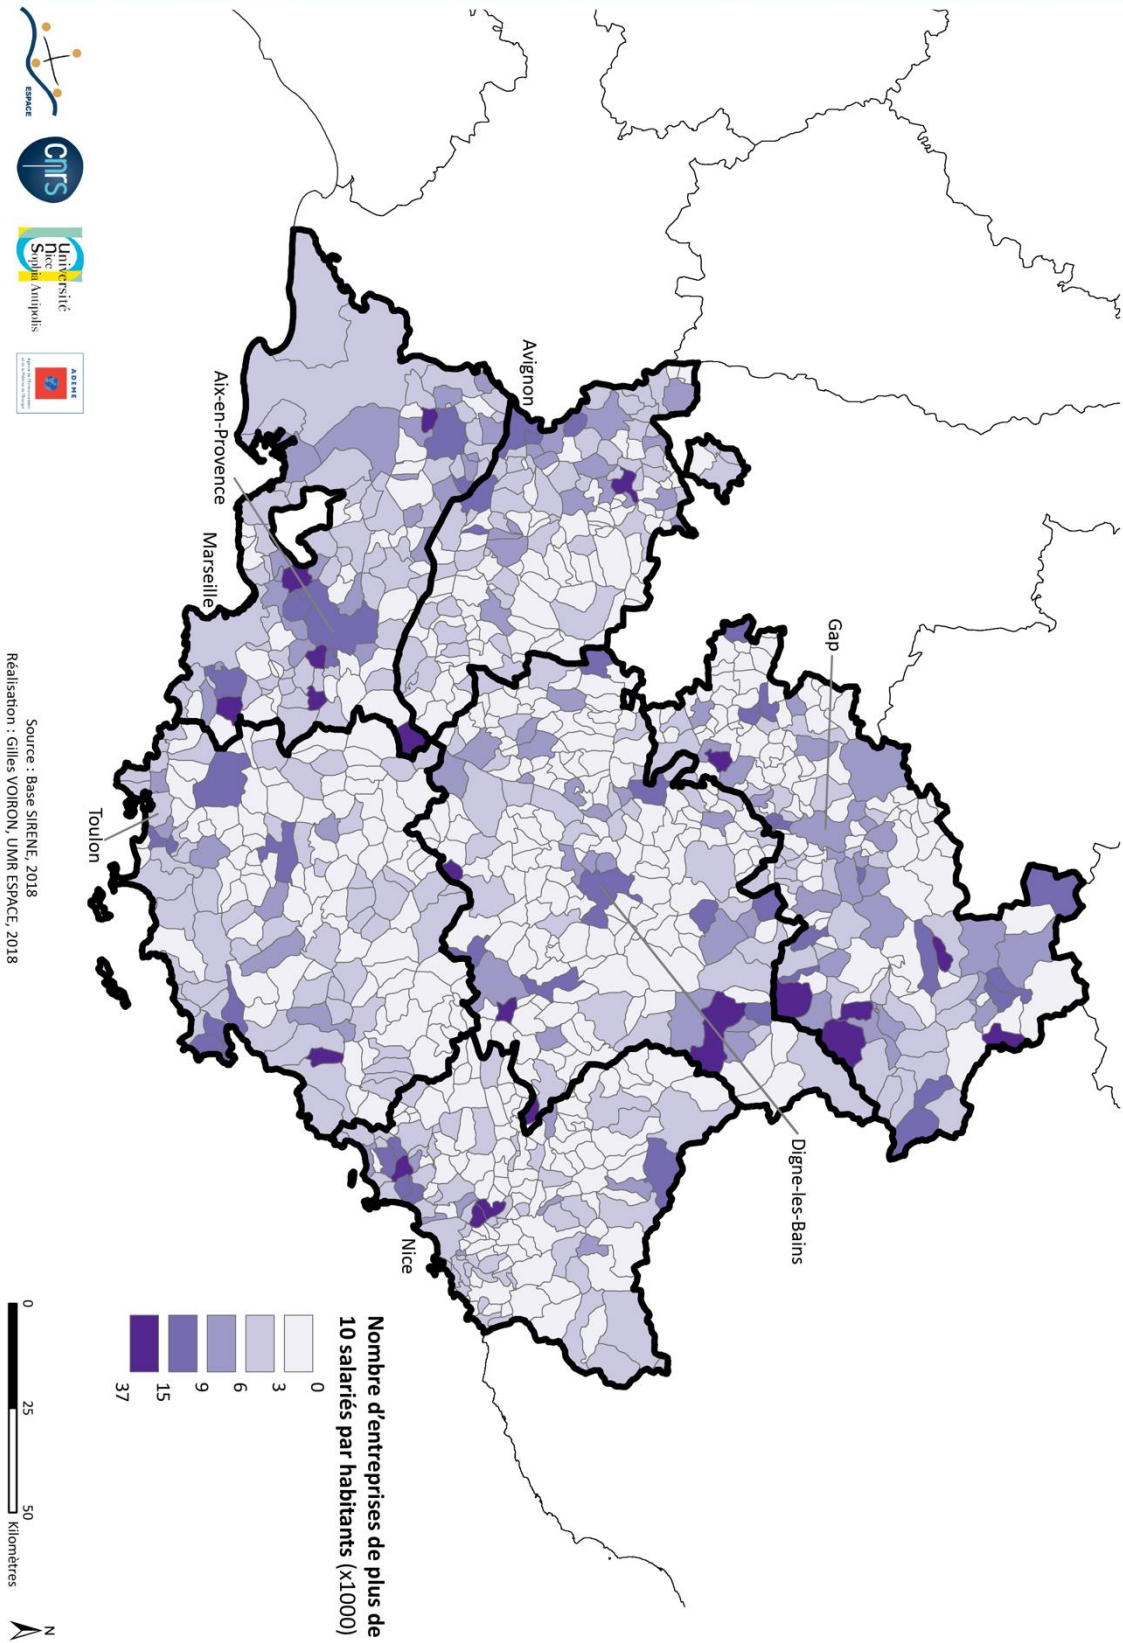 Gap
Digne-les-Bains
Avignon
Nice
Aix-en-Provence
Marseille
Toulon
Nombre d'entreprises de plus de
10 salariés par habitants (x1000)
0
3
6
9
15
37
0 25 50
Kilomètres
N
Source : Base SIRENE, 2018
Réalisation : Gilles VOIRON, UMR ESPACE, 2018
ESPACE
cnrs
Université
nice
Sophia Antipolis
ADEME